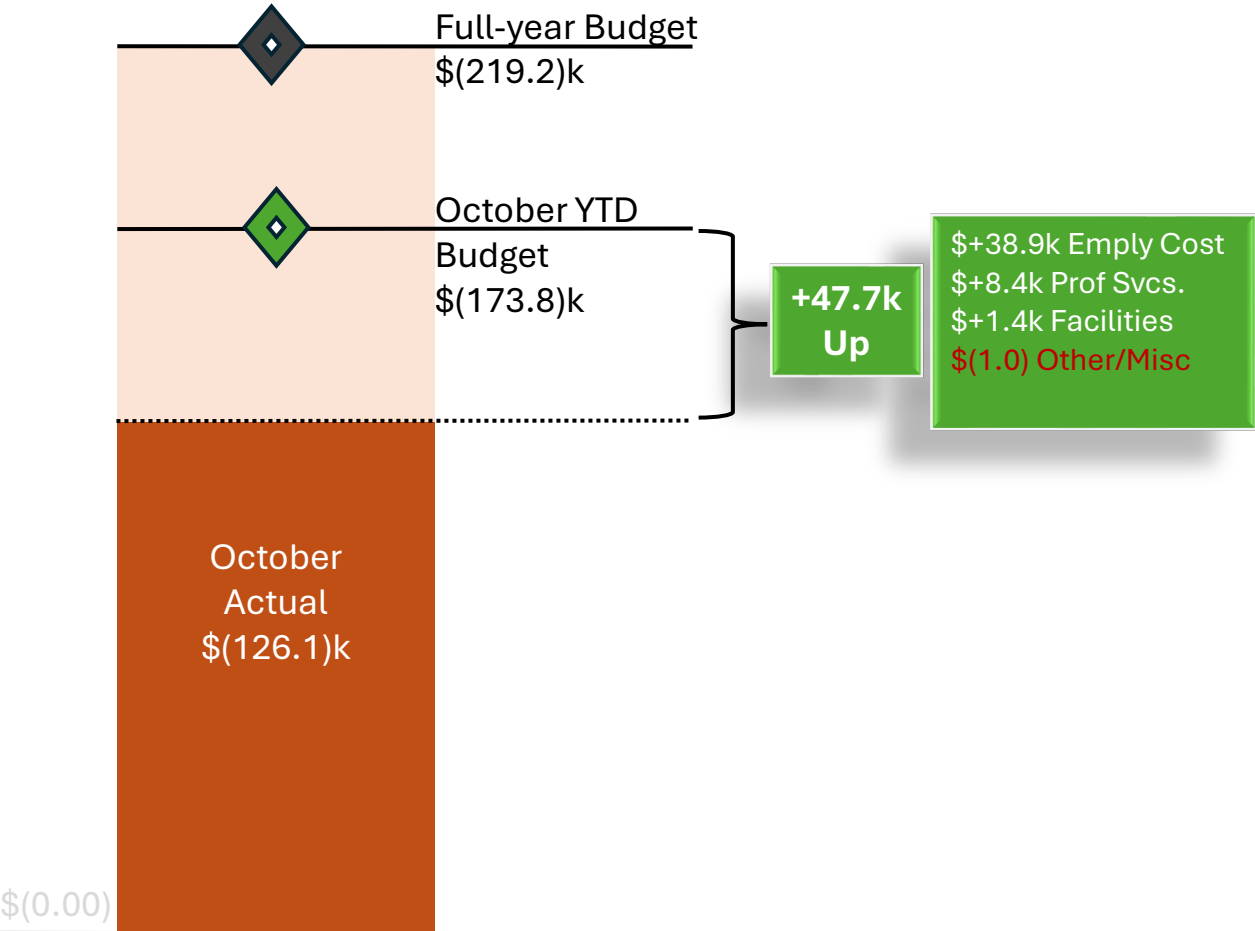 Full-year Budget
$(219.2)k
October YTD
Budget
$(173.8)k
+47.7k
Up
$+38.9k Emply Cost
$+8.4k Prof Svcs.
$+1.4k Facilities
$(1.0) Other/Misc
October
Actual
$(126.1)k
$(0.00)